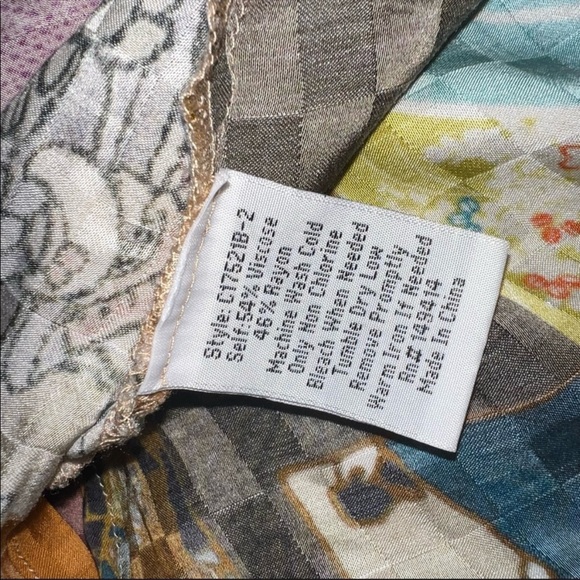 Style: C17521B-2
Self: 54% Viscose
46% Rayon
Machine Wash Cold
Only Non Chlorine
Bleach When Needed
Tumble Dry Low
Remove Promptly
Warm Iron If Needed
Rn# 14944
Made In China